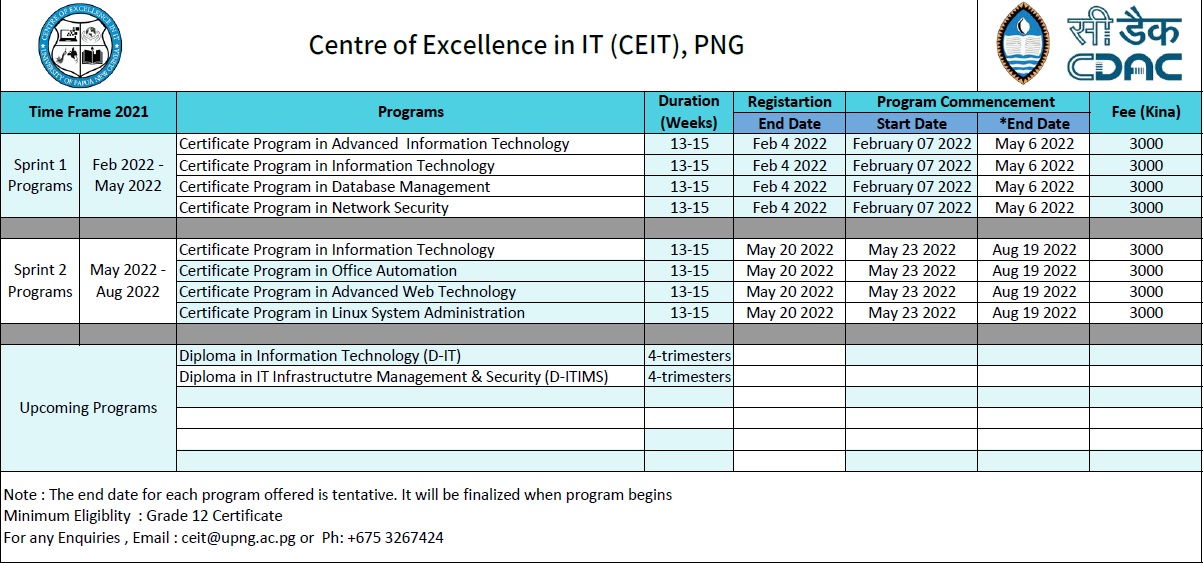 CENTRE OF EXCELLENCE IN IT
UNIVERSITY OF PAPUA NEW GUINEA
Centre of Excellence in IT (CEIT), PNG
सी डैक
CDAC
Time Frame 2021 Programs Duration (Weeks) Registartion Program Commencement Fee (Kina)
End Date Start Date *End Date
Sprint 1 Programs Feb 2022 - May 2022
Certificate Program in Advanced Information Technology 13-15 Feb 4 2022 February 07 2022 May 6 2022 3000
Certificate Program in Information Technology 13-15 Feb 4 2022 February 07 2022 May 6 2022 3000
Certificate Program in Database Management 13-15 Feb 4 2022 February 07 2022 May 6 2022 3000
Certificate Program in Network Security 13-15 Feb 4 2022 February 07 2022 May 6 2022 3000
Sprint 2 Programs May 2022 - Aug 2022
Certificate Program in Information Technology 13-15 May 20 2022 May 23 2022 Aug 19 2022 3000
Certificate Program in Office Automation 13-15 May 20 2022 May 23 2022 Aug 19 2022 3000
Certificate Program in Advanced Web Technology 13-15 May 20 2022 May 23 2022 Aug 19 2022 3000
Certificate Program in Linux System Administration 13-15 May 20 2022 May 23 2022 Aug 19 2022 3000
Upcoming Programs
Diploma in Information Technology (D-IT) 4-trimesters
Diploma in IT Infrastructutre Management & Security (D-ITIMS) 4-trimesters
Note : The end date for each program offered is tentative. It will be finalized when program begins
Minimum Eligiblity : Grade 12 Certificate
For any Enquiries , Email : ceit@upng.ac.pg or Ph: +675 3267424